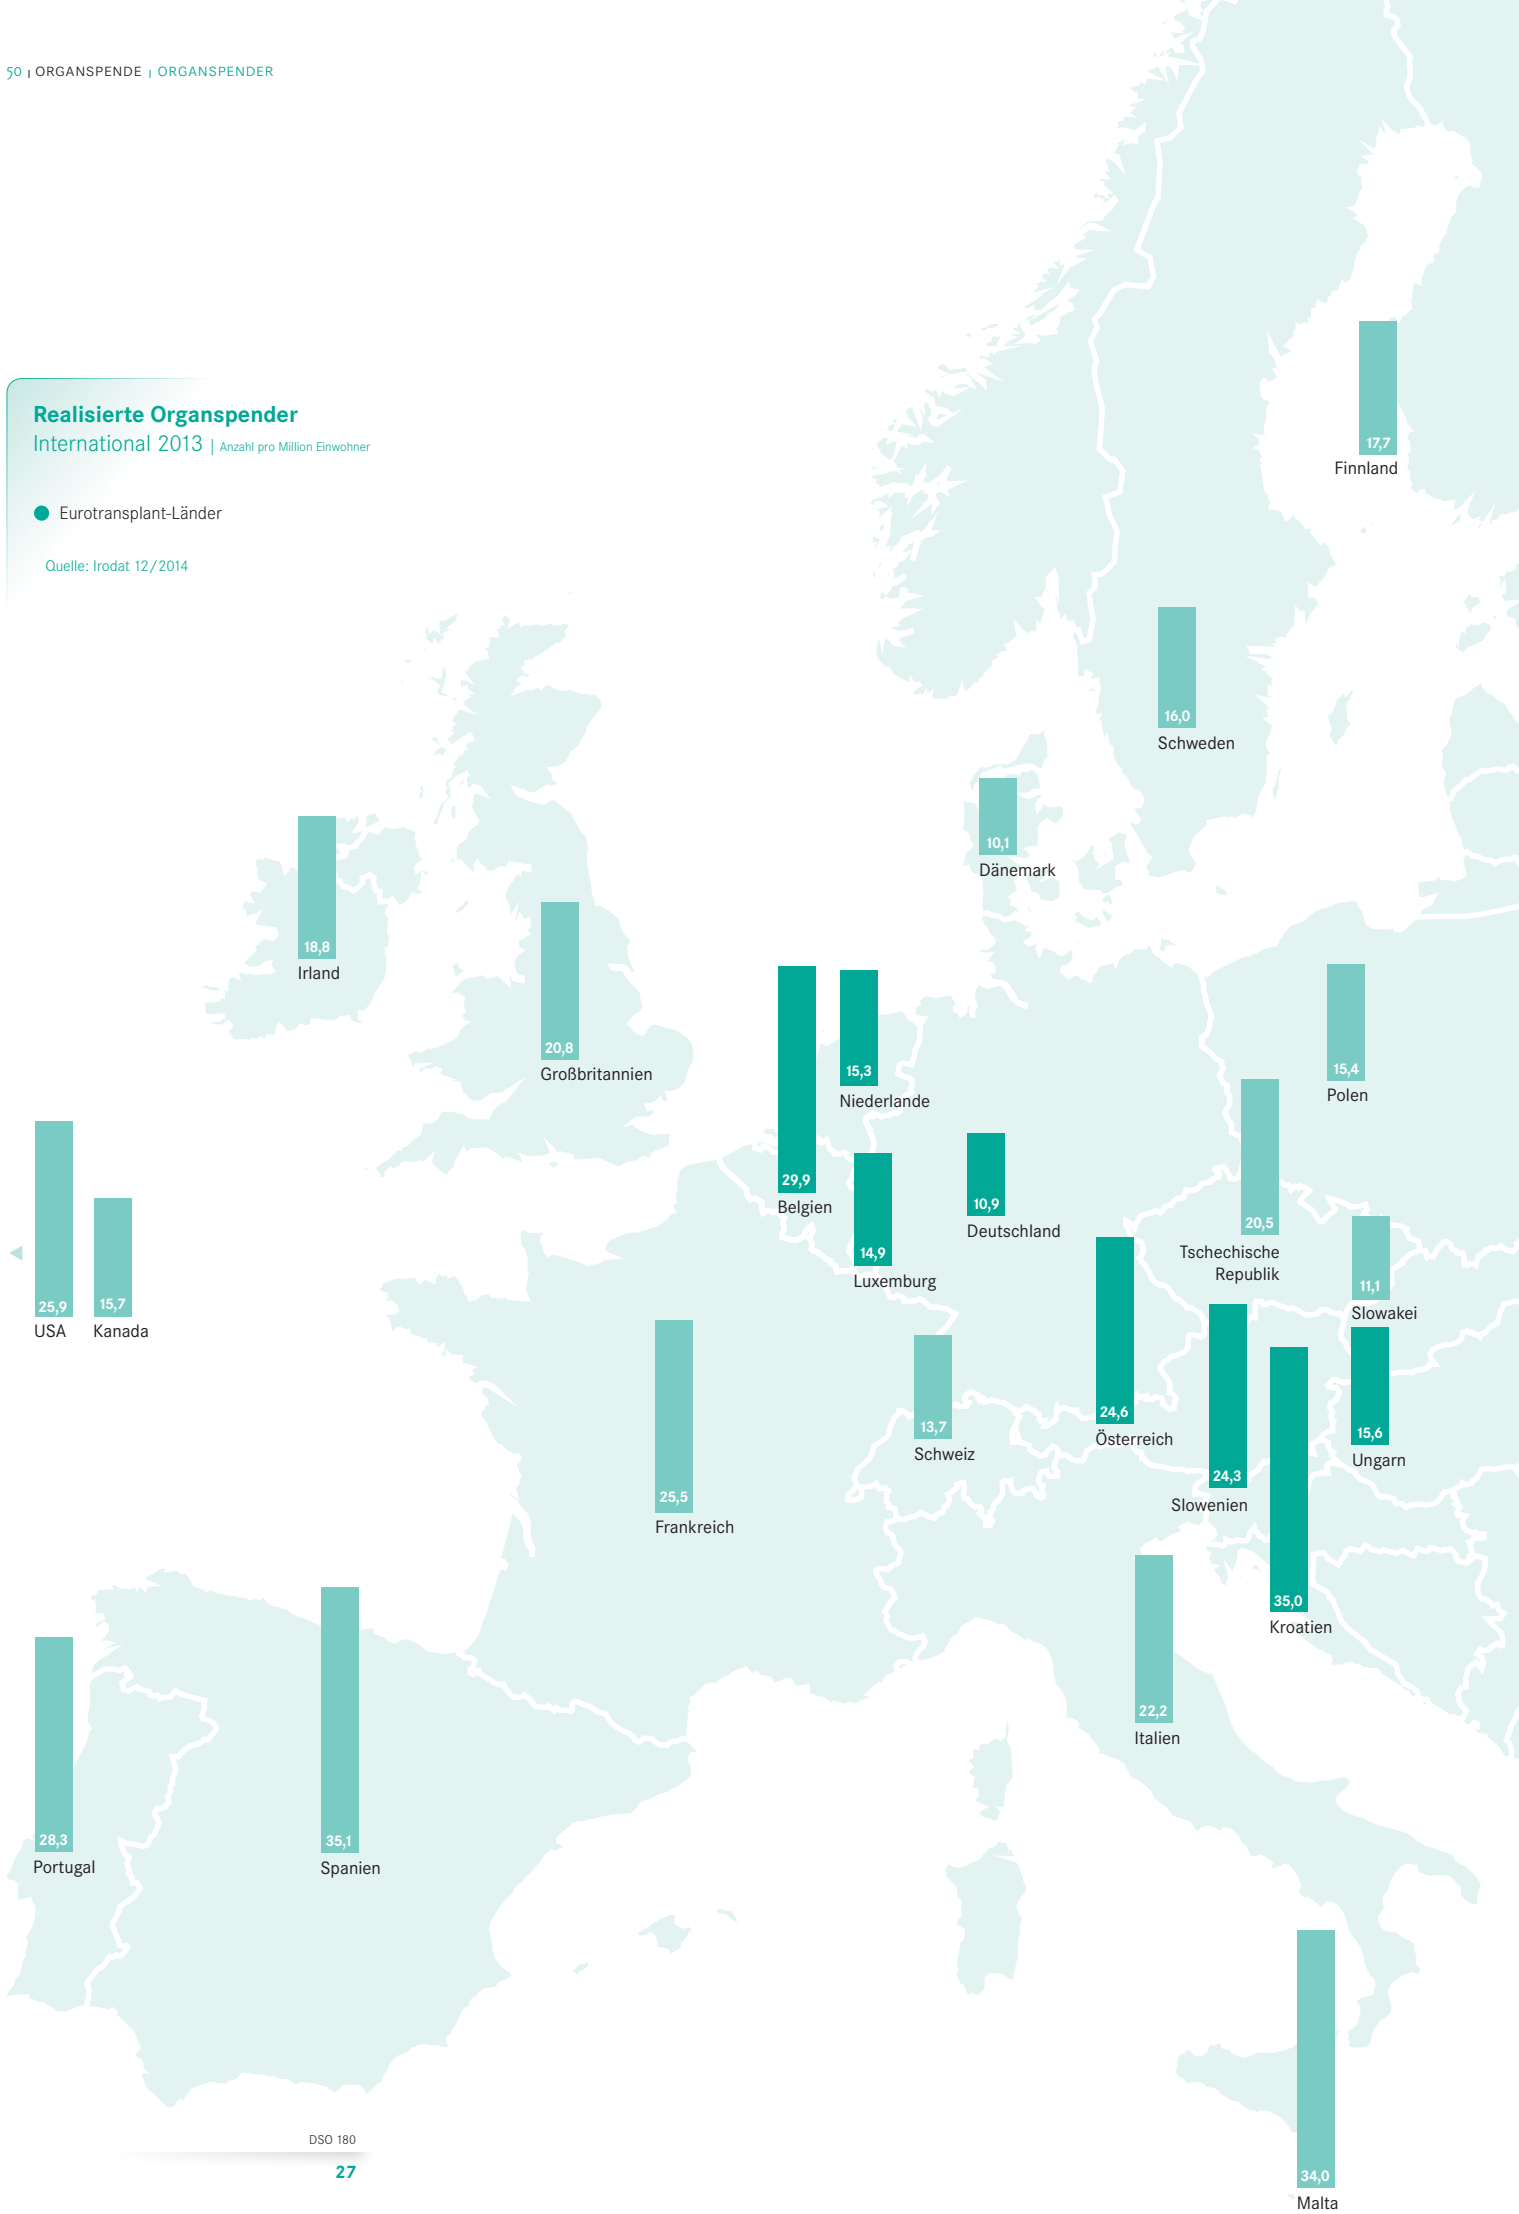 50 | ORGANSPENDE | ORGANSPENDER
Realisierte Organspender
International 2013 | Anzahl pro Million Einwohner
Eurotransplant-Länder
Quelle: Irodat 12/2014
17,7
Finnland
16,0
Schweden
10,1
Dänemark
18,8
Irland
20,8
Großbritannien
15,3
Niederlande
15,4
Polen
29,9
Belgien
10,9
Deutschland
20,5
Tschechische
Republik
14,9
Luxemburg
11,1
Slowakei
25,9
USA
15,7
Kanada
24,6
Österreich
13,7
Schweiz
15,6
Ungarn
24,3
Slowenien
25,5
Frankreich
35,0
Kroatien
22,2
Italien
28,3
Portugal
35,1
Spanien
DSO 180
27
34,0
Malta